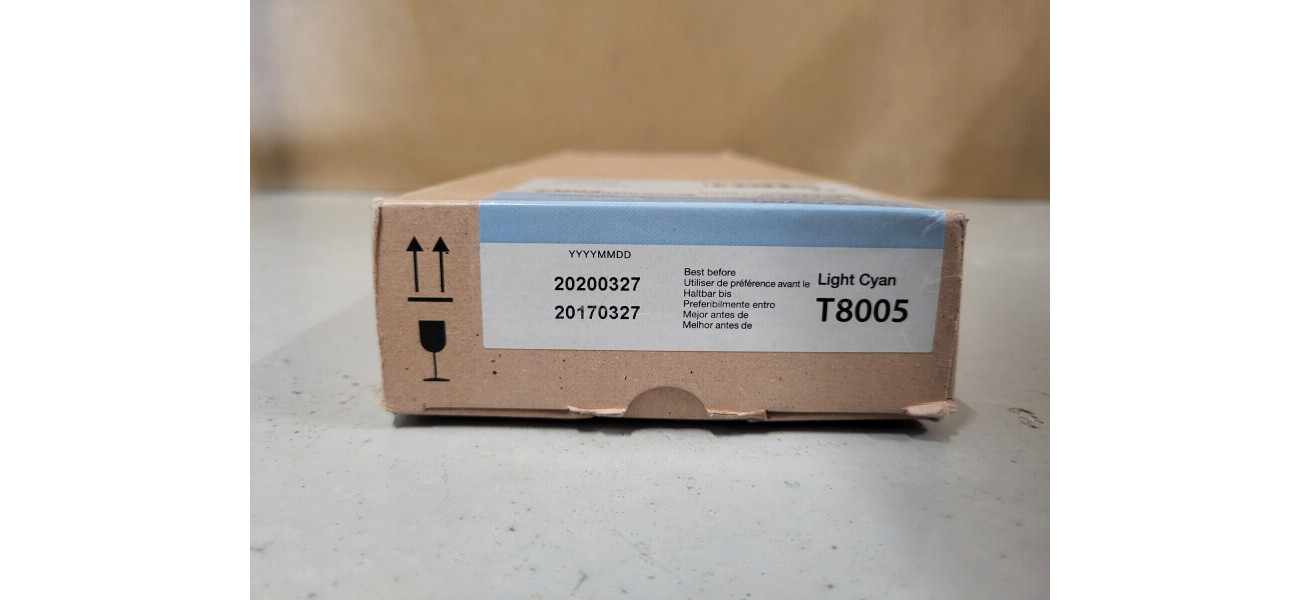 YYYYMMDD
20200327
20170327
Best before
Utiliser de préférence avant le
Haltbar bis
Preferibilmente entro
Mejor antes de
Melhor antes de
Light Cyan
T8005